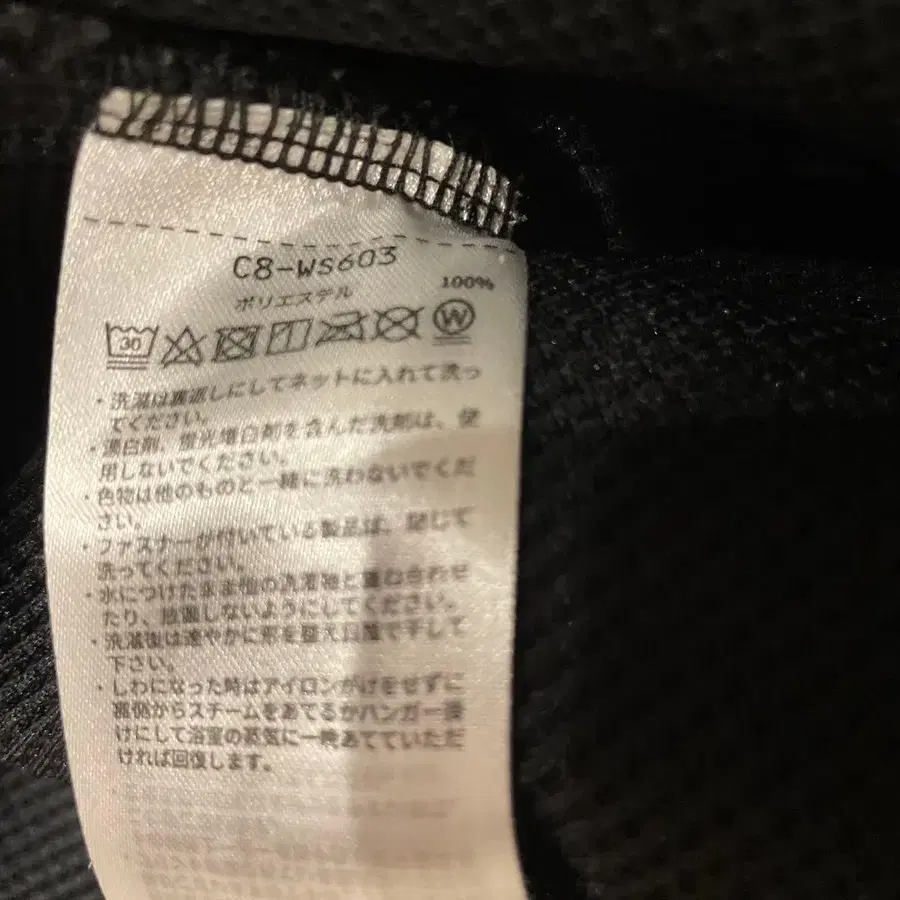 C8-WS603
ポリエステル 100%
30 W
・洗濯は裏返しにしてネットに入れて洗っ
てください。
・漂白剤、蛍光増白剤を含んだ洗剤は、使
用しないでください。
・色物は他のものと一緒に洗わないでくだ
さい。
・ファスナーが付いている製品は、閉じて
洗ってください。
・水につけたまま他の洗濯物と重ね合わせ
たり、放置しないようにしてください。
・洗濯後は速やかに形を整え日陰で干して
下さい。
・しわになった時はアイロンがけをせずに
裏側からスチームをあてるかハンガー掛
けにして浴室の蒸気に一晩あてていただ
ければ回復します。